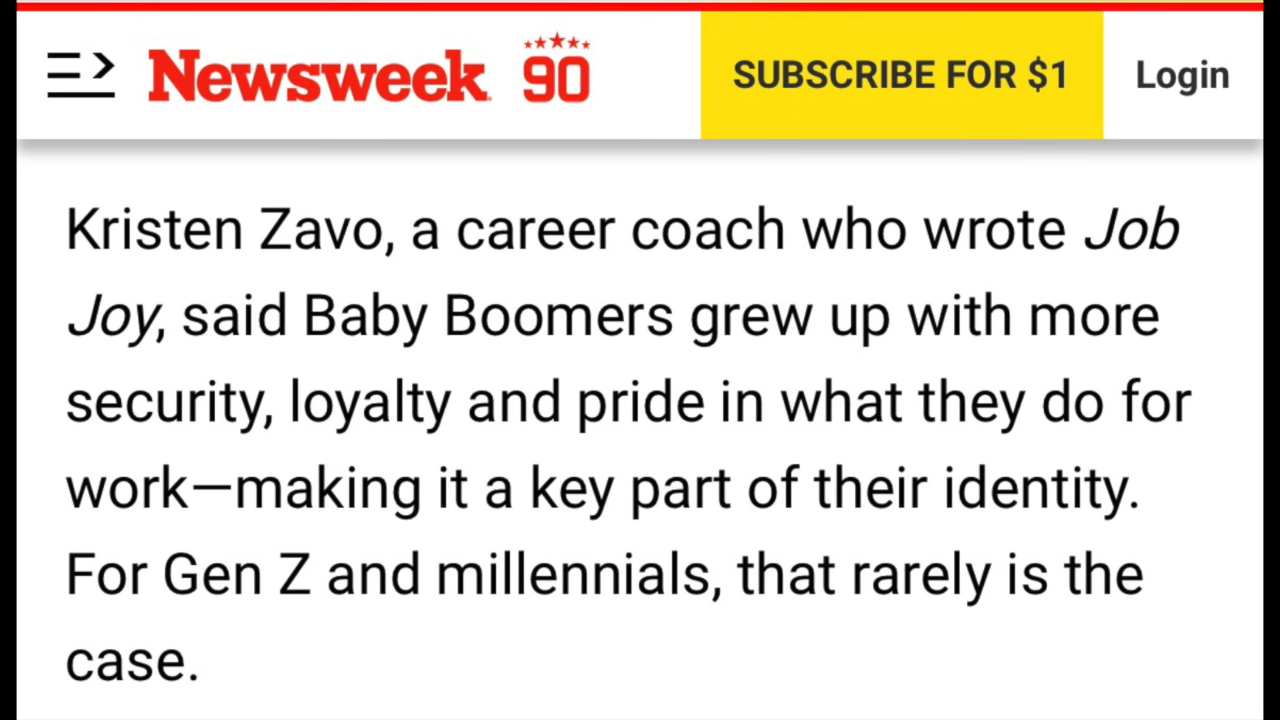 Newsweek 90 SUBSCRIBE FOR $1 Login
Kristen Zavo, a career coach who wrote Job
Joy, said Baby Boomers grew up with more
security, loyalty and pride in what they do for
work—making it a key part of their identity.
For Gen Z and millennials, that rarely is the
case.